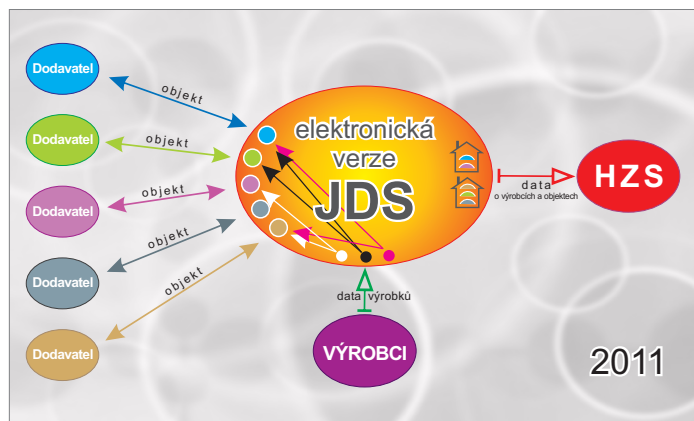 Dodavatel
objekt
Dodavatel
objekt
Dodavatel
objekt
Dodavatel
objekt
Dodavatel
objekt
elektronická
verze
JDS
data
o výrobcích a objektech
HZS
data výrobků
VÝROBCI
2011